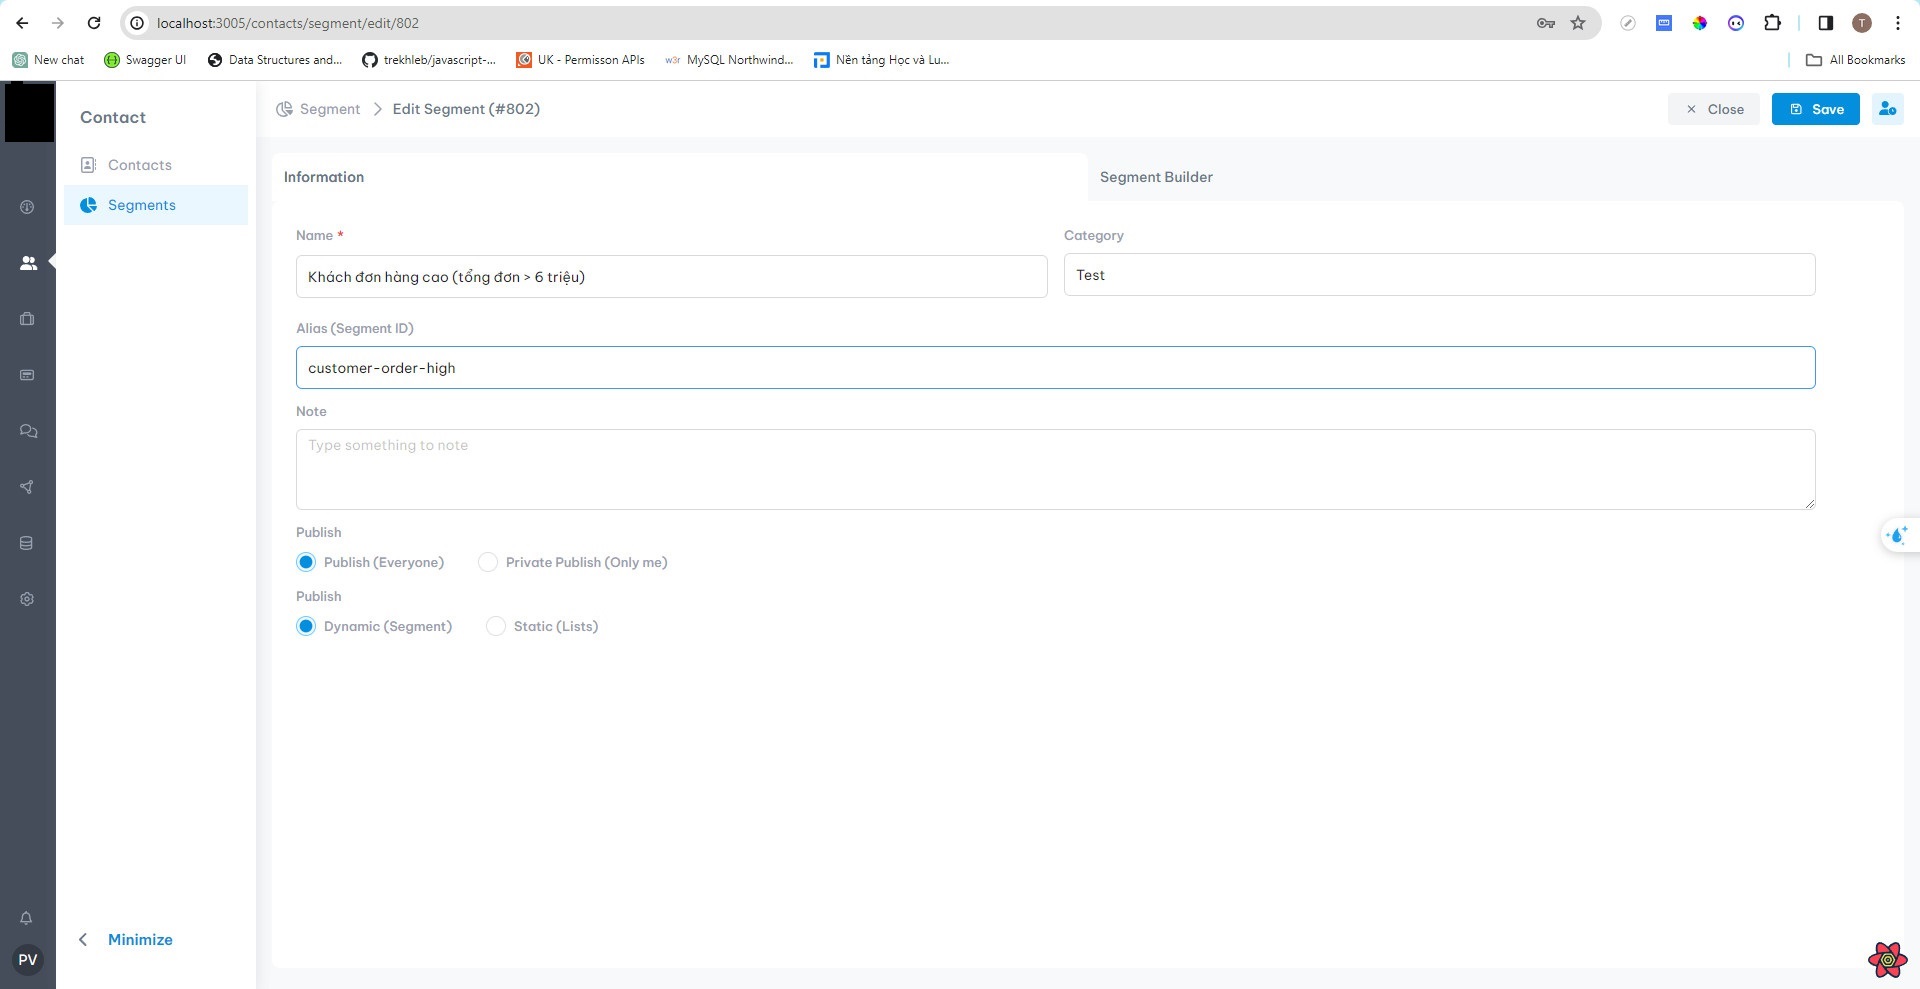 localhost:3005/contacts/segment/edit/802
T
New chat
Swagger UI
Data Structures and...
trekhleb/javascript-...
UK - Permisson APIs
w3r MySQL Northwind...
Nền tảng Học và Lu...
All Bookmarks
Contact
Contacts
Segments
Minimize
PV
Segment
Edit Segment (#802)
Close
Save
Information
Segment Builder
Name *
Khách đơn hàng cao (tổng đơn > 6 triệu)
Category
Test
Alias (Segment ID)
customer-order-high
Note
Type something to note
Publish
Publish (Everyone)
Private Publish (Only me)
Publish
Dynamic (Segment)
Static (Lists)